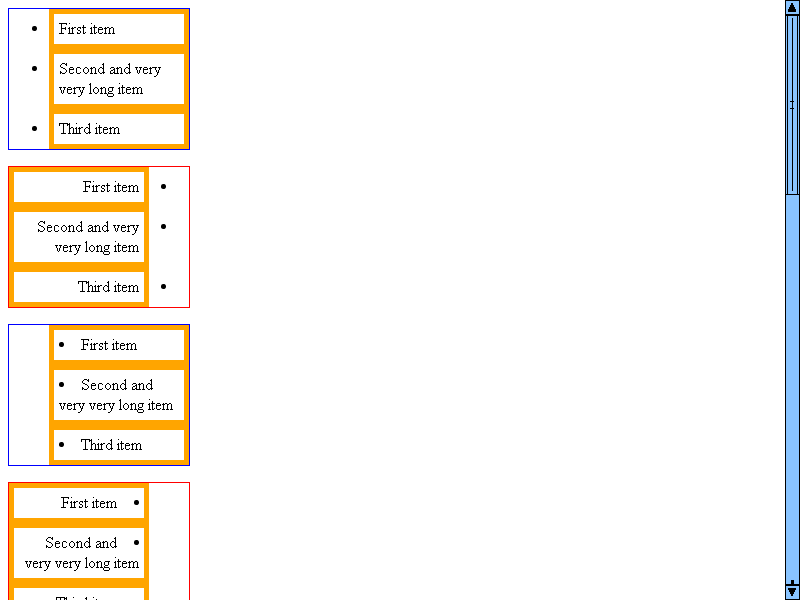 • First item
• Second and very
very long item
• Third item
First item •
Second and very •
very long item
Third item •
• First item
• Second and
very very long item
• Third item
First item •
Second and •
very very long item
Third item